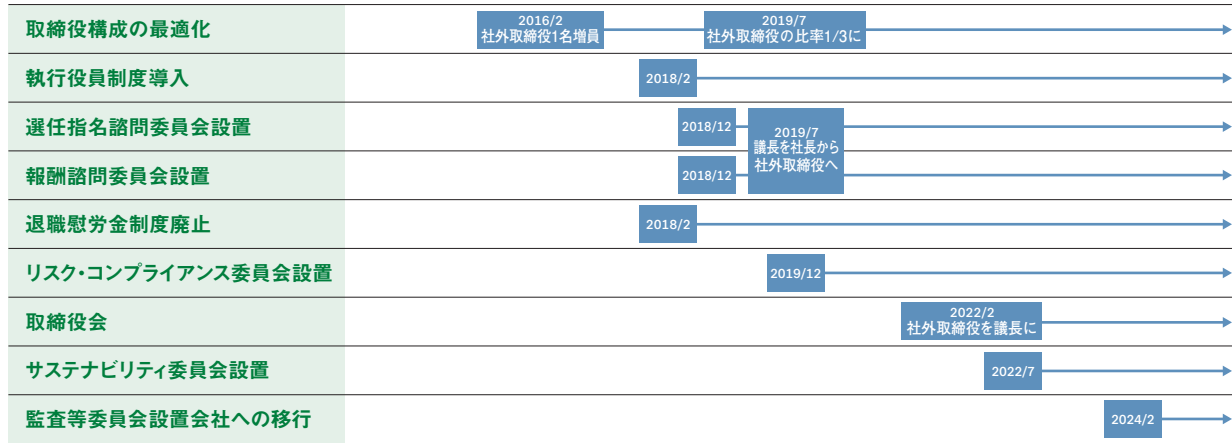 取締役構成の最適化
2016/2
社外取締役1名増員
2019/7
社外取締役の比率1/3に
執行役員制度導入
2018/2
選任指名諮問委員会設置
2018/12
2019/7
議長を社長から
社外取締役へ
報酬諮問委員会設置
2018/12
退職慰労金制度廃止
2018/2
リスク・コンプライアンス委員会設置
2019/12
取締役会
2022/2
社外取締役を議長に
サステナビリティ委員会設置
2022/7
監査等委員会設置会社への移行
2024/2